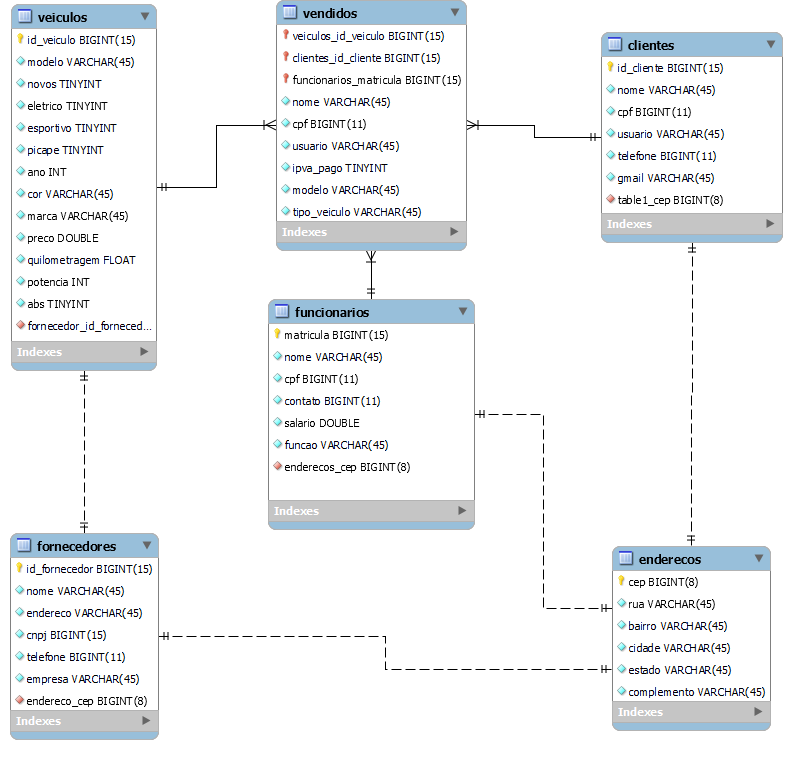 veiculos
id_veiculo BIGINT(15)
modelo VARCHAR(45)
novos TINYINT
eletrico TINYINT
esportivo TINYINT
picape TINYINT
ano INT
cor VARCHAR(45)
marca VARCHAR(45)
preco DOUBLE
quilometragem FLOAT
potencia INT
abs TINYINT
fornecedor_id_forneced...
Indexes
vendidos
veiculos_id_veiculo BIGINT(15)
clientes_id_cliente BIGINT(15)
funcionarios_matricula BIGINT(15)
nome VARCHAR(45)
cpf BIGINT(11)
usuario VARCHAR(45)
ipva_pago TINYINT
modelo VARCHAR(45)
tipo_veiculo VARCHAR(45)
Indexes
clientes
id_cliente BIGINT(15)
nome VARCHAR(45)
cpf BIGINT(11)
usuario VARCHAR(45)
telefone BIGINT(11)
gmail VARCHAR(45)
table1_cep BIGINT(8)
Indexes
funcionarios
matricula BIGINT(15)
nome VARCHAR(45)
cpf BIGINT(11)
contato BIGINT(11)
salario DOUBLE
funcao VARCHAR(45)
enderecos_cep BIGINT(8)
Indexes
fornecedores
id_fornecedor BIGINT(15)
nome VARCHAR(45)
endereco VARCHAR(45)
cnpj BIGINT(15)
telefone BIGINT(11)
empresa VARCHAR(45)
endereco_cep BIGINT(8)
Indexes
enderecos
cep BIGINT(8)
rua VARCHAR(45)
bairro VARCHAR(45)
cidade VARCHAR(45)
estado VARCHAR(45)
complemento VARCHAR(45)
Indexes